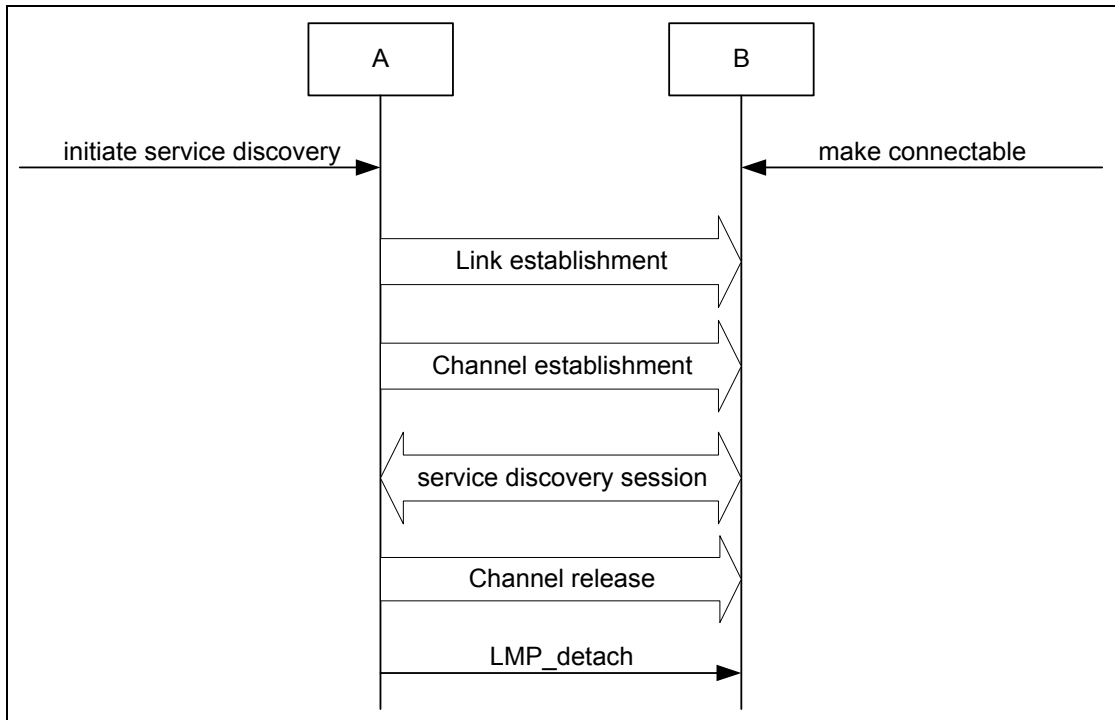 A
B
initiate service discovery
make connectable
Link establishment
Channel establishment
service discovery session
Channel release
LMP_detach